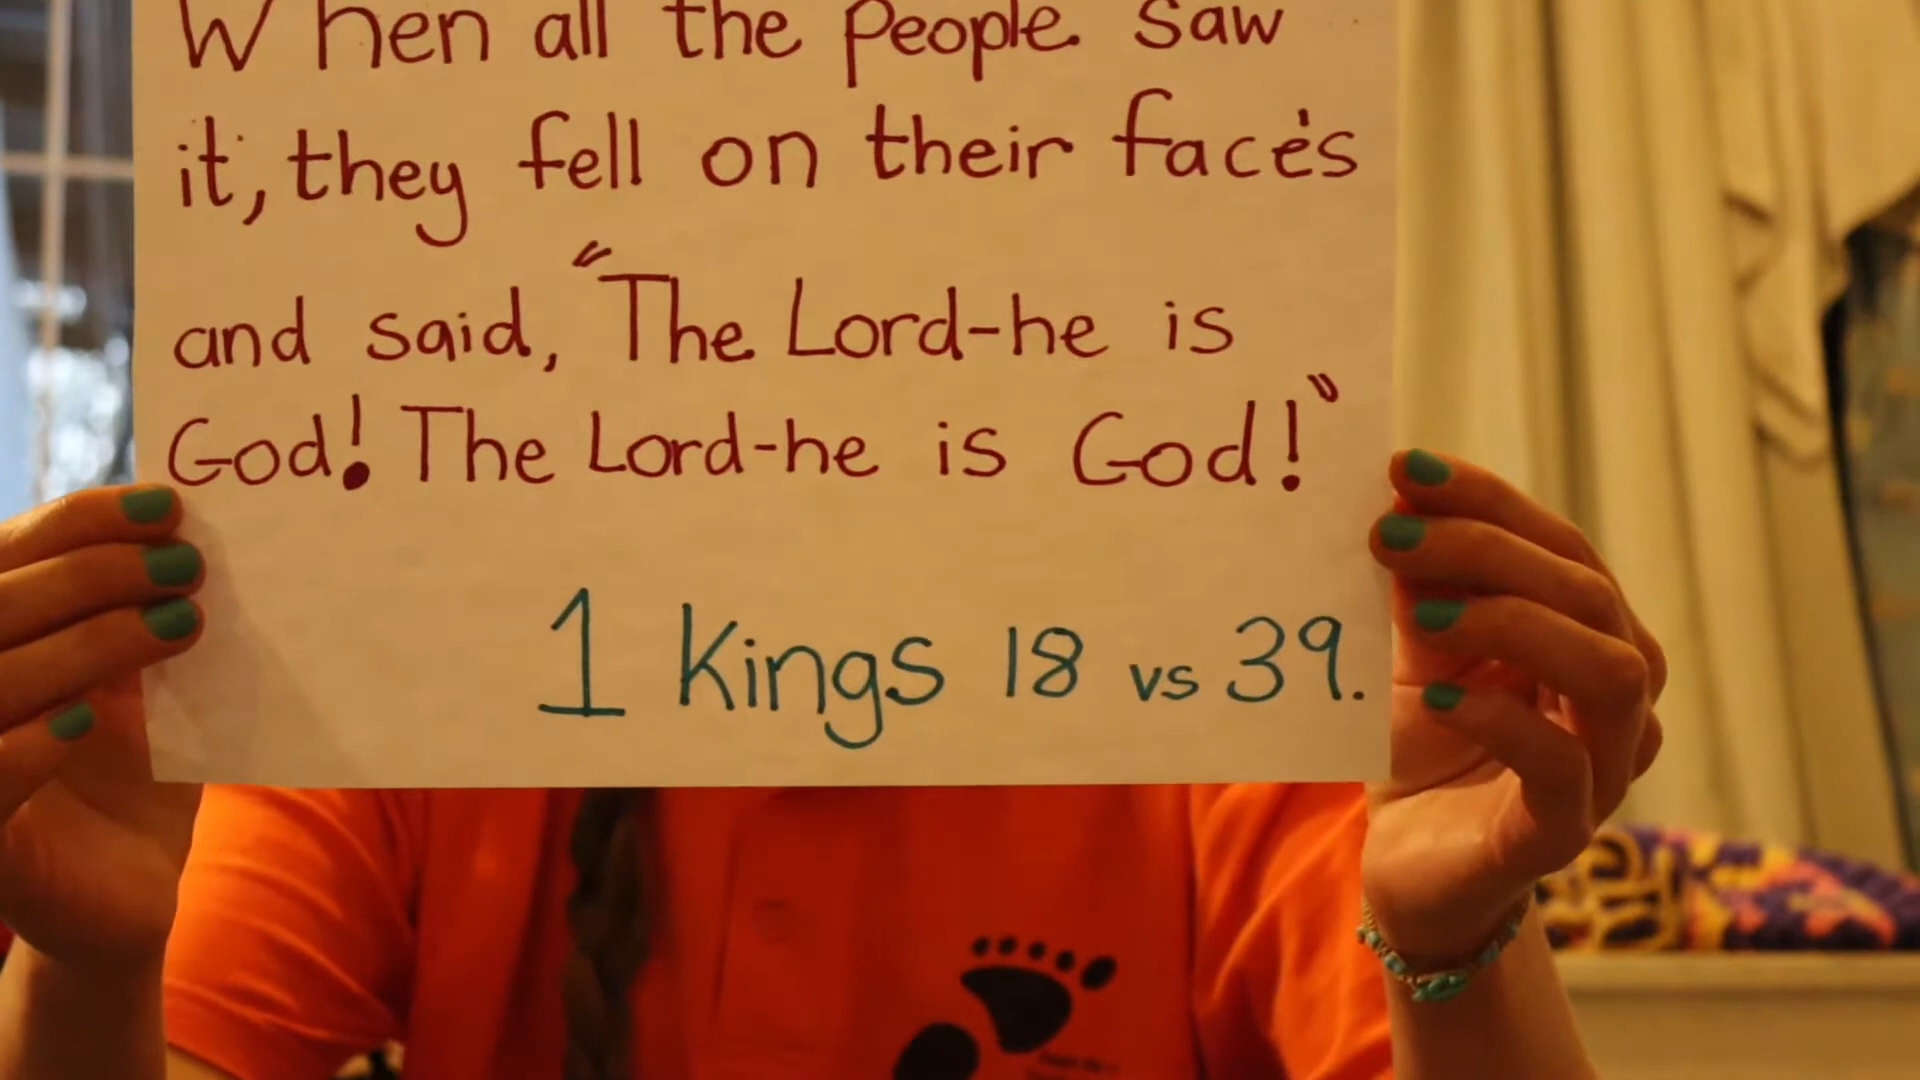 When all the People saw
it, they fell on their faces
and said, "The Lord-he is
God! The Lord-he is God!"
1 Kings 18 vs 39.